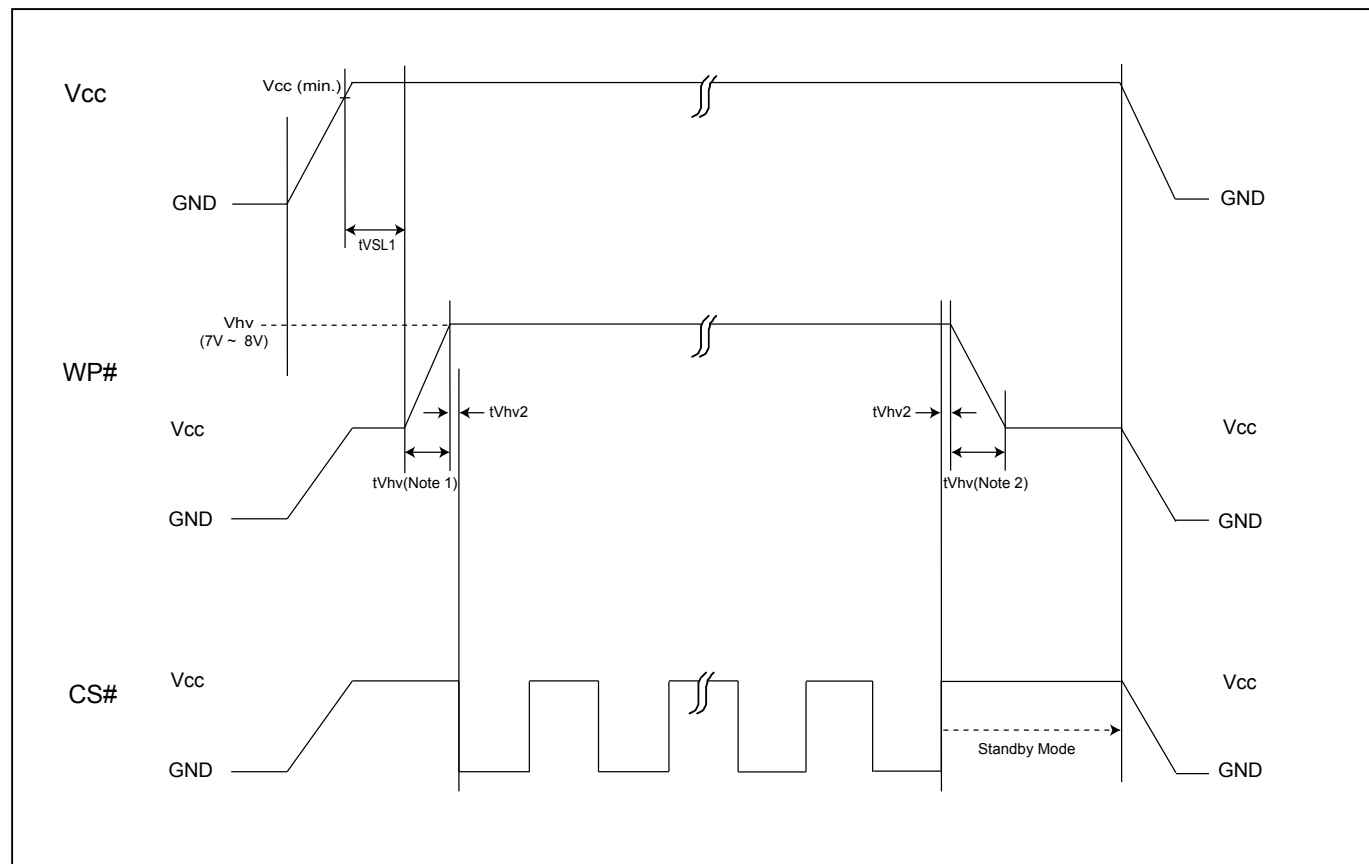 Vcc
Vcc (min.)
GND
GND
tVSL1
Vhv
(7V ~ 8V)
WP#
tVhv2
tVhv2
Vcc
Vcc
tVhv(Note 1)
tVhv(Note 2)
GND
GND
CS#
Vcc
Vcc
Standby Mode
GND
GND